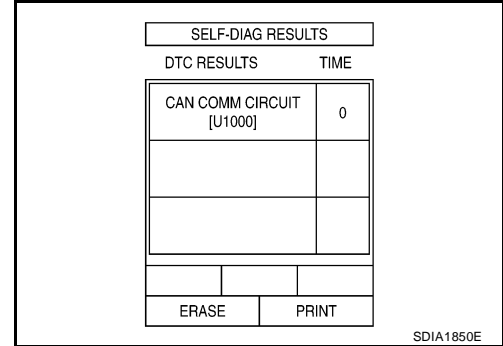 SELF-DIAG RESULTS
DTC RESULTS TIME
CAN COMM CIRCUIT 0
[U1000]
ERASE PRINT
SDIA1850E